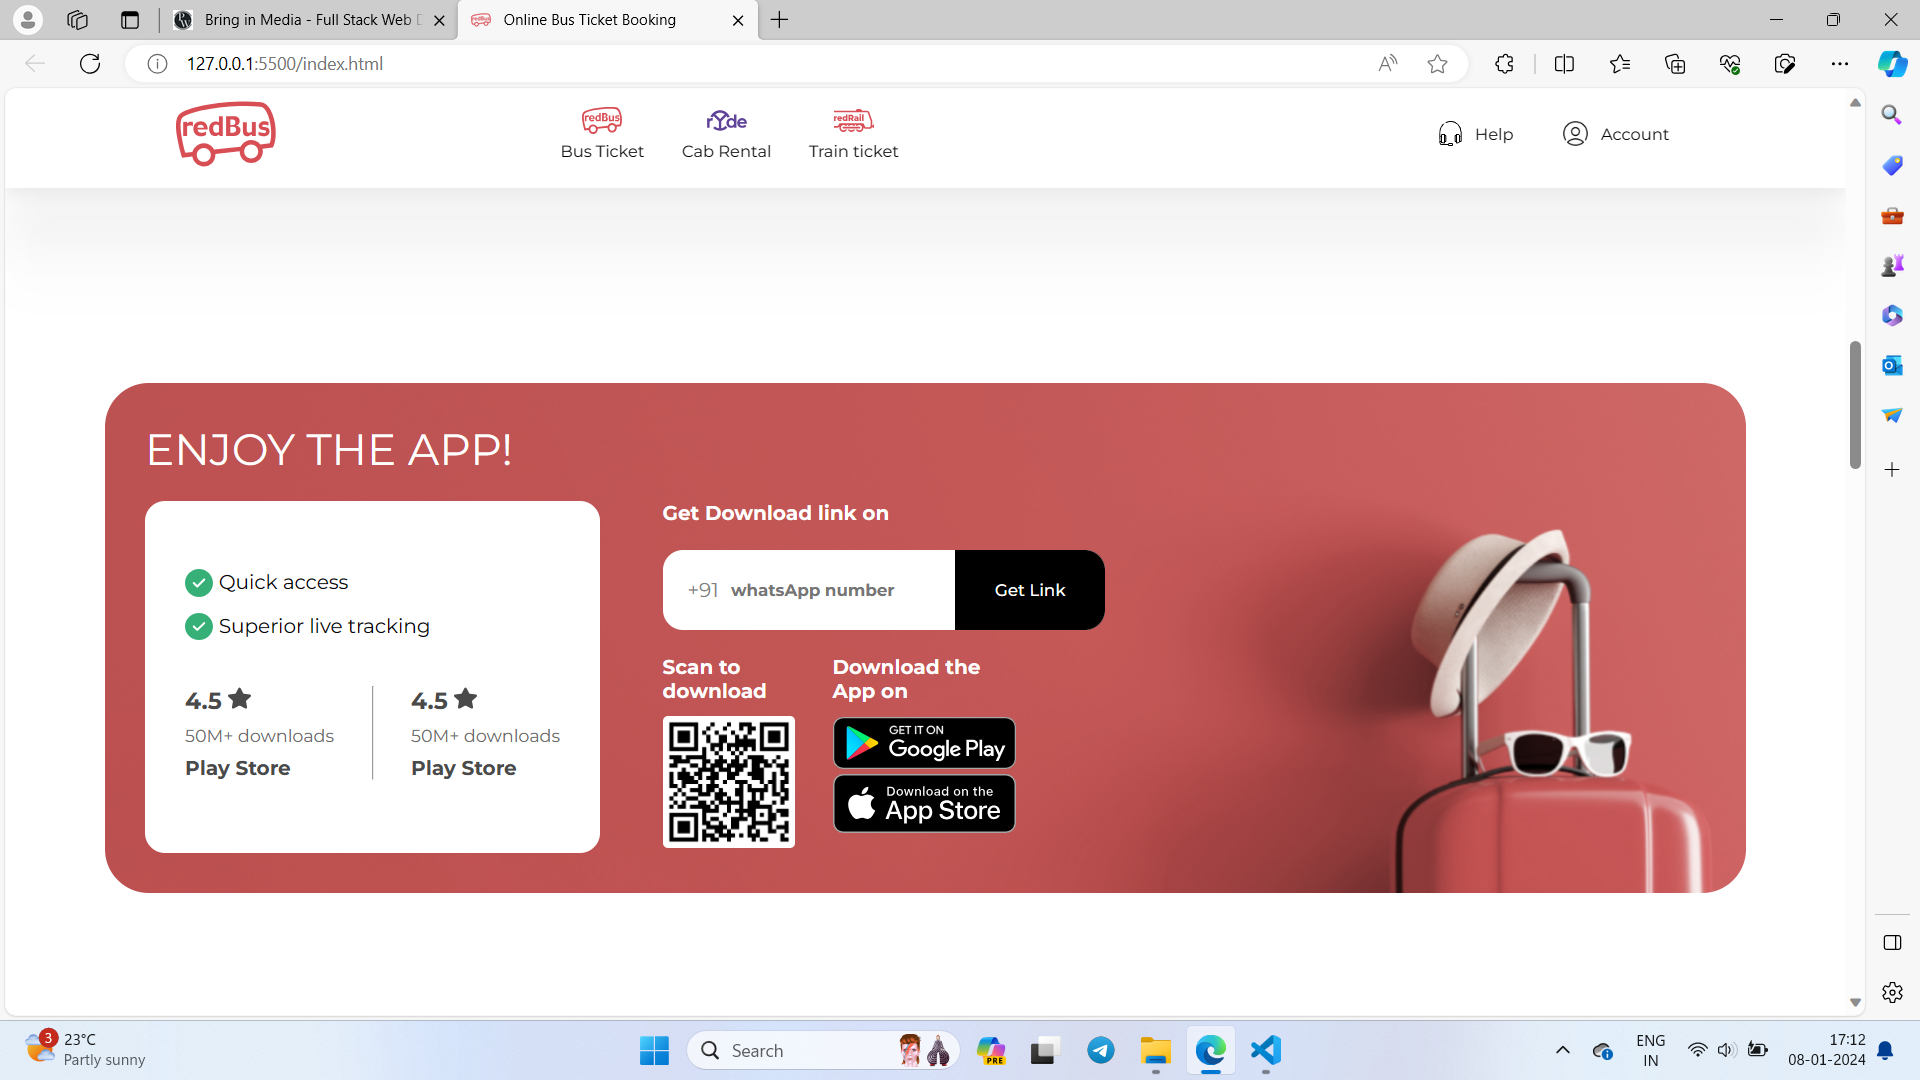 Bring in Media - Full Stack Web D
Online Bus Ticket Booking
127.0.0.1:5500/index.html
redBus
redBus
Bus Ticket
rYde
Cab Rental
redRail
Train ticket
Help
Account
ENJOY THE APP!
Quick access
Superior live tracking
4.5
50M+ downloads
Play Store
4.5
50M+ downloads
Play Store
Get Download link on
+91 whatsApp number
Get Link
Scan to
download
Download the
App on
GET IT ON
Google Play
Download on the
App Store
3
23°C
Partly sunny
Search
PRE
ENG
IN
17:12
08-01-2024